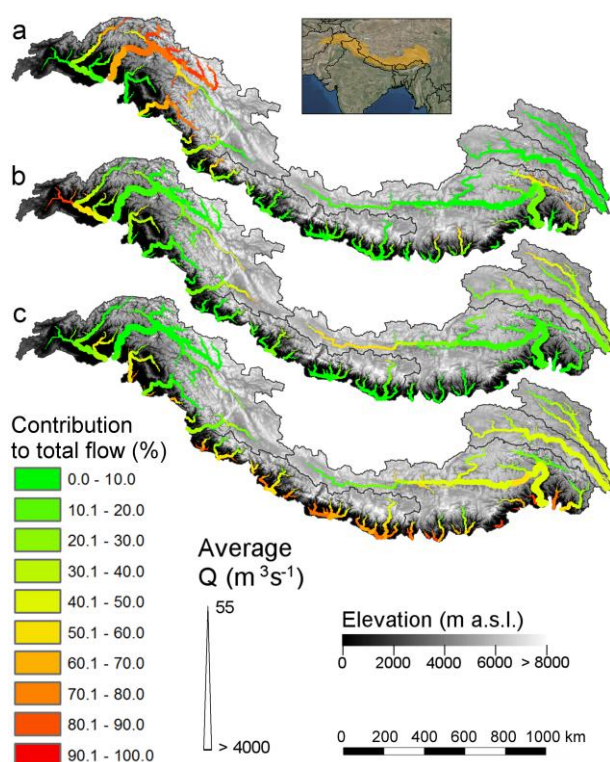 a
b
c
Contribution
to total flow (%)
0.0 - 10.0
10.1 - 20.0
20.1 - 30.0
30.1 - 40.0
40.1 - 50.0
50.1 - 60.0
60.1 - 70.0
70.1 - 80.0
80.1 - 90.0
90.1 - 100.0
Average
Q (m³s⁻¹)
55
> 4000
Elevation (m a.s.l.)
0 2000 4000 6000 > 8000
0 200 400 600 800 1000 km